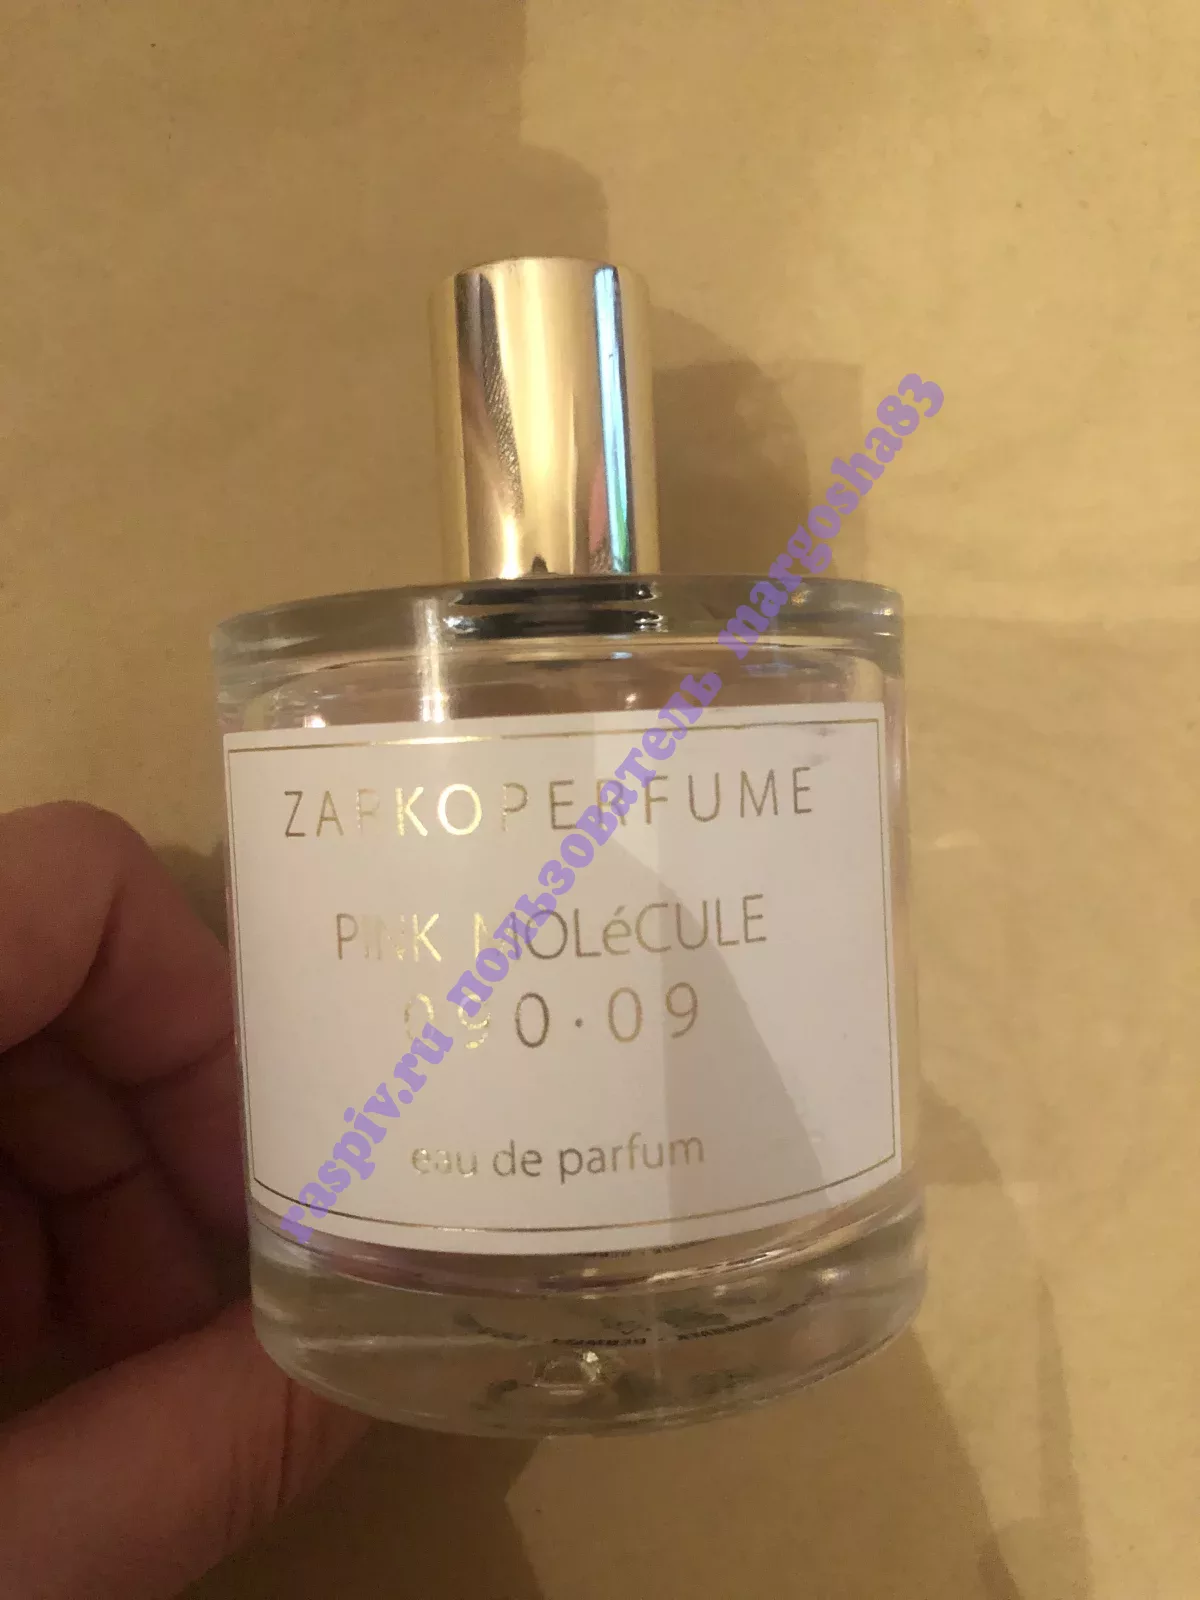 ZARKOPERFUME
PINK MOLéCULE
090·09
eau de parfum
raspiv.ru пользователь margosha83